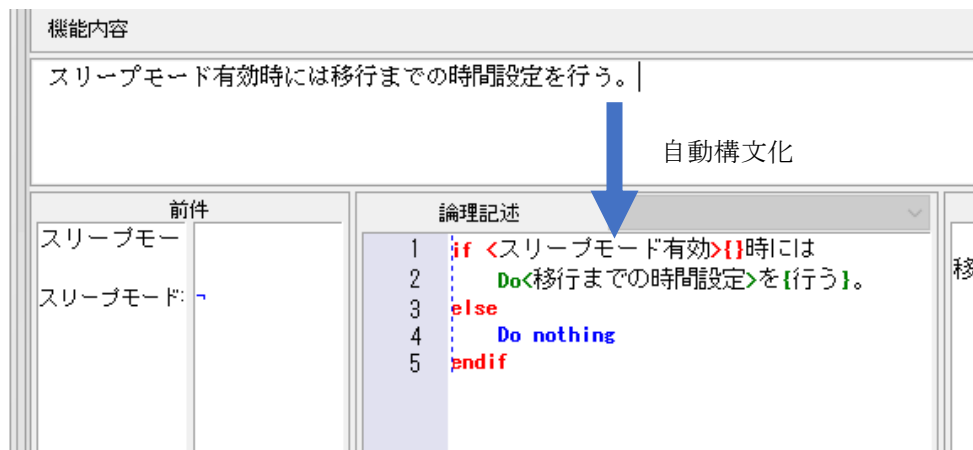 機能内容
スリープモード有効時には移行までの時間設定を行う。
自動構文化
前件
論理記述
スリープモー
スリープモード:
¬
1 if <スリープモード有効>{}時には
2 Do<移行までの時間設定>を{行う}。
3 else
4 Do nothing
5 endif
移